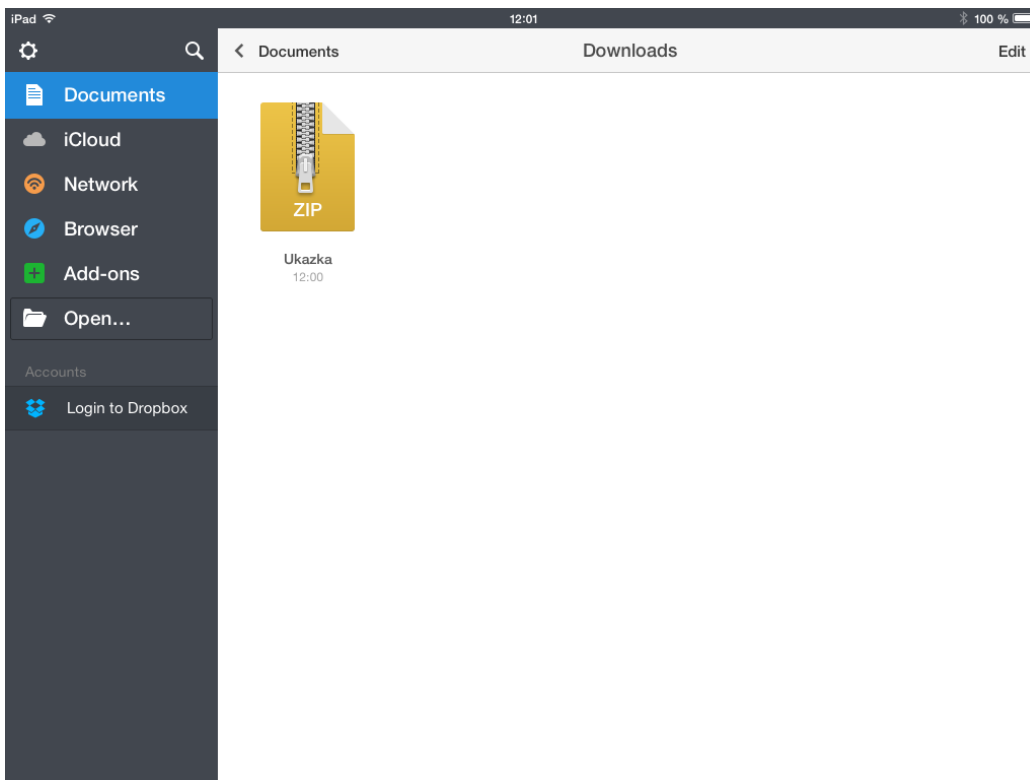 iPad 12:01 100 %
Documents Downloads Edit
Documents
iCloud
Network
Browser
Add-ons
Open...
Accounts
Login to Dropbox
ZIP
Ukazka
12:00